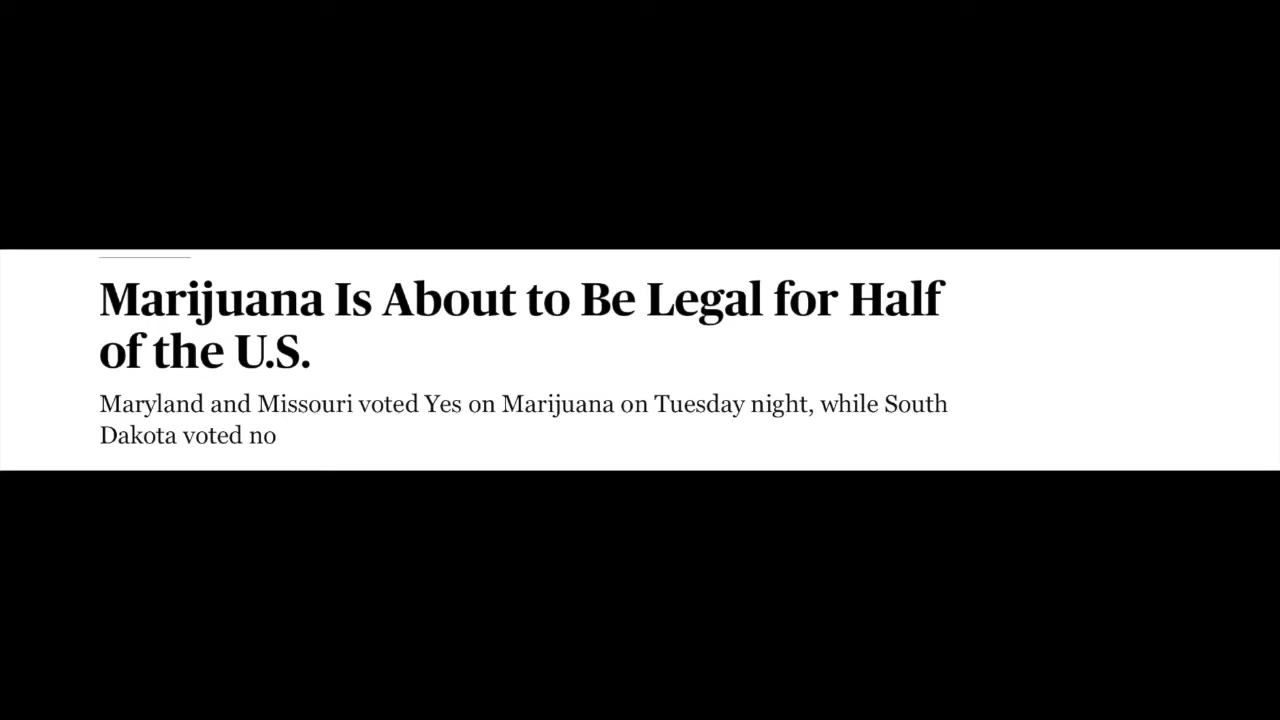 Marijuana Is About to Be Legal for Half
of the U.S.
Maryland and Missouri voted Yes on Marijuana on Tuesday night, while South
Dakota voted no